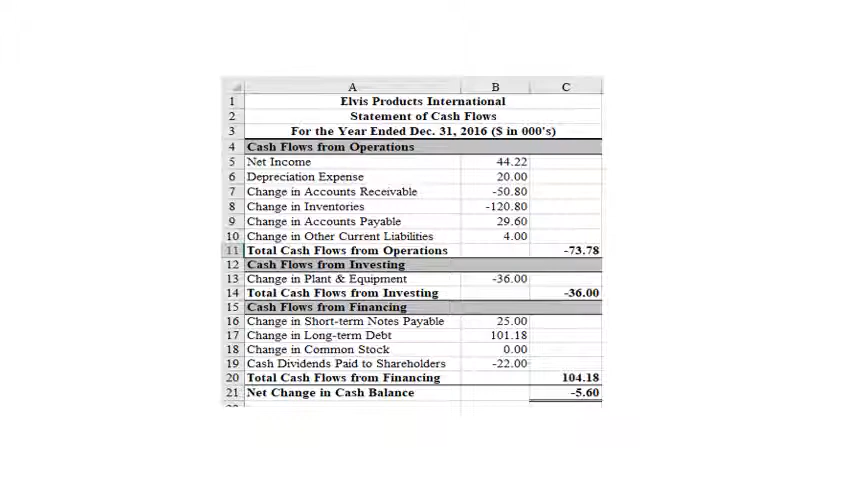 A B C
1 Elvis Products International
2 Statement of Cash Flows
3 For the Year Ended Dec. 31, 2016 ($ in 000's)
4 Cash Flows from Operations
5 Net Income 44.22
6 Depreciation Expense 20.00
7 Change in Accounts Receivable -50.80
8 Change in Inventories -120.80
9 Change in Accounts Payable 29.60
10 Change in Other Current Liabilities 4.00
11 Total Cash Flows from Operations -73.78
12 Cash Flows from Investing
13 Change in Plant & Equipment -36.00
14 Total Cash Flows from Investing -36.00
15 Cash Flows from Financing
16 Change in Short-term Notes Payable 25.00
17 Change in Long-term Debt 101.18
18 Change in Common Stock 0.00
19 Cash Dividends Paid to Shareholders -22.00
20 Total Cash Flows from Financing 104.18
21 Net Change in Cash Balance -5.60